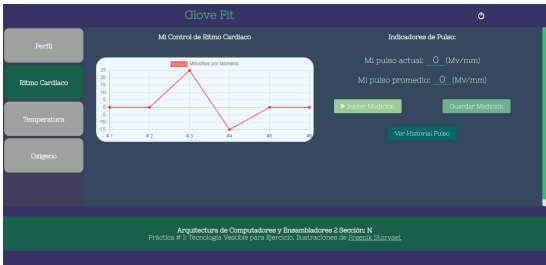 Glove Fit
Perfil
Ritmo Cardiaco
Temperatura
Oxigeno
Mi Control de Ritmo Cardiaco
Milivoltios por Milimetro
25
20
15
10
5
0
-5
-10
-15
# 1
# 2
# 3
# 4
#5
#6
Indicadores de Pulso:
Mi pulso actual: 0 (Mv/mm)
Mi pulso promedio: 0 (Mv/mm)
Iniciar Medición
Guardar Medición
Ver Historial Pulso
Arquitectura de Computadores y Ensambladores 2 Sección: N
Práctica # 1: Tecnología Vestible para Ejercicio, Ilustraciones de Freepik Storyset